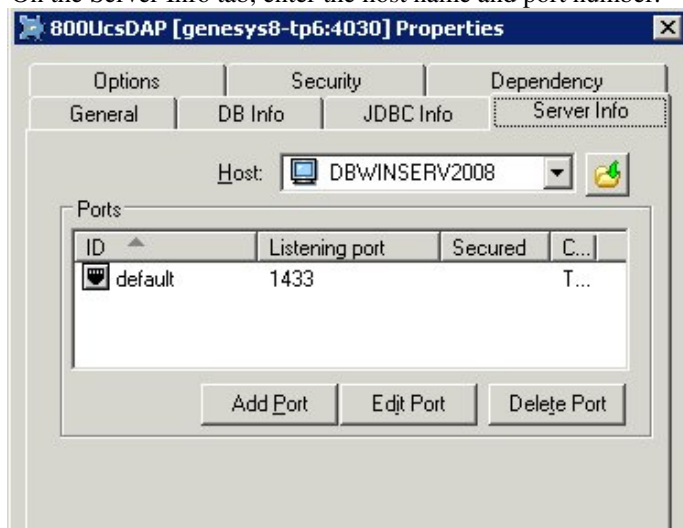 On the Server Info tab, enter the host name and port number.
800UcsDAP [genesys8-tp6:4030] Properties
Options Security Dependency
General DB Info JDBC Info Server Info
Host: DBWINSERV2008
Ports
ID Listening port Secured C...
default 1433 T...
Add Port Edit Port Delete Port